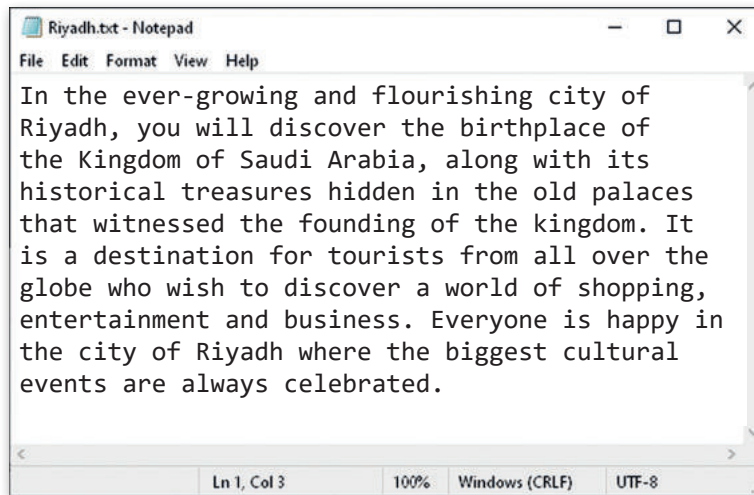 Riyadh.txt - Notepad
File Edit Format View Help
In the ever-growing and flourishing city of
Riyadh, you will discover the birthplace of
the Kingdom of Saudi Arabia, along with its
historical treasures hidden in the old palaces
that witnessed the founding of the kingdom. It
is a destination for tourists from all over the
globe who wish to discover a world of shopping,
entertainment and business. Everyone is happy in
the city of Riyadh where the biggest cultural
events are always celebrated.
Ln 1, Col 3 100% Windows (CRLF) UTF-8